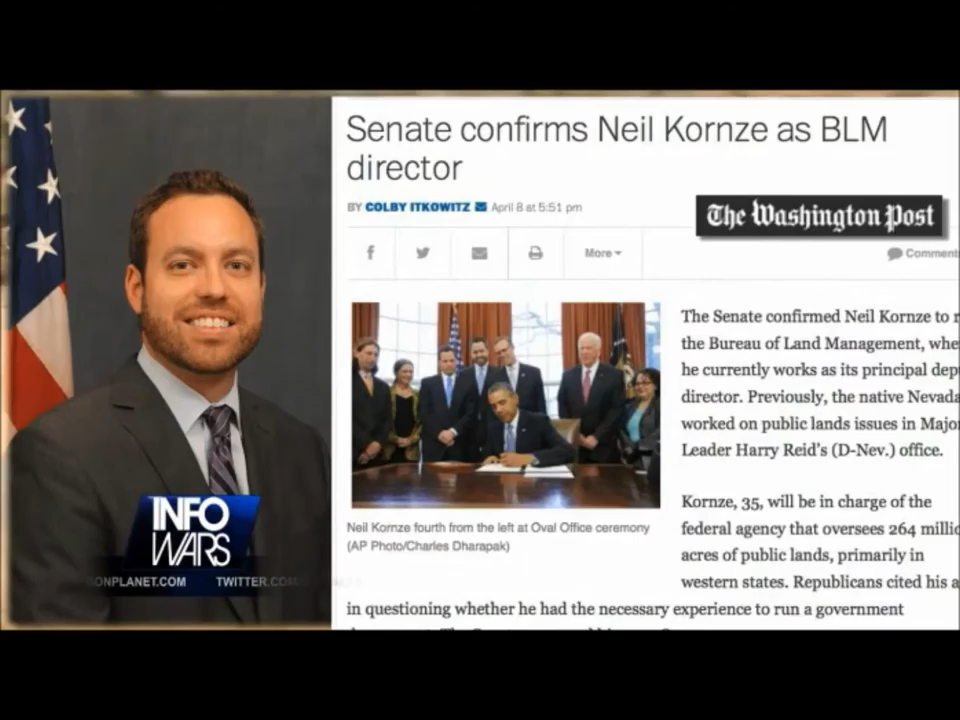 Senate confirms Neil Kornze as BLM
director
BY COLBY ITKOWITZ April 8 at 5:51 pm
The Washington Post
f
More
Comment
The Senate confirmed Neil Kornze to
the Bureau of Land Management, whe
he currently works as its principal dep
director. Previously, the native Nevada
worked on public lands issues in Majo
Leader Harry Reid's (D-Nev.) office.
Neil Kornze fourth from the left at Oval Office ceremony
(AP Photo/Charles Dharapak)
Kornze, 35, will be in charge of the
federal agency that oversees 264 millio
acres of public lands, primarily in
western states. Republicans cited his a
in questioning whether he had the necessary experience to run a government
INFO
WARS
ONPLANET.COM TWITTER.CO